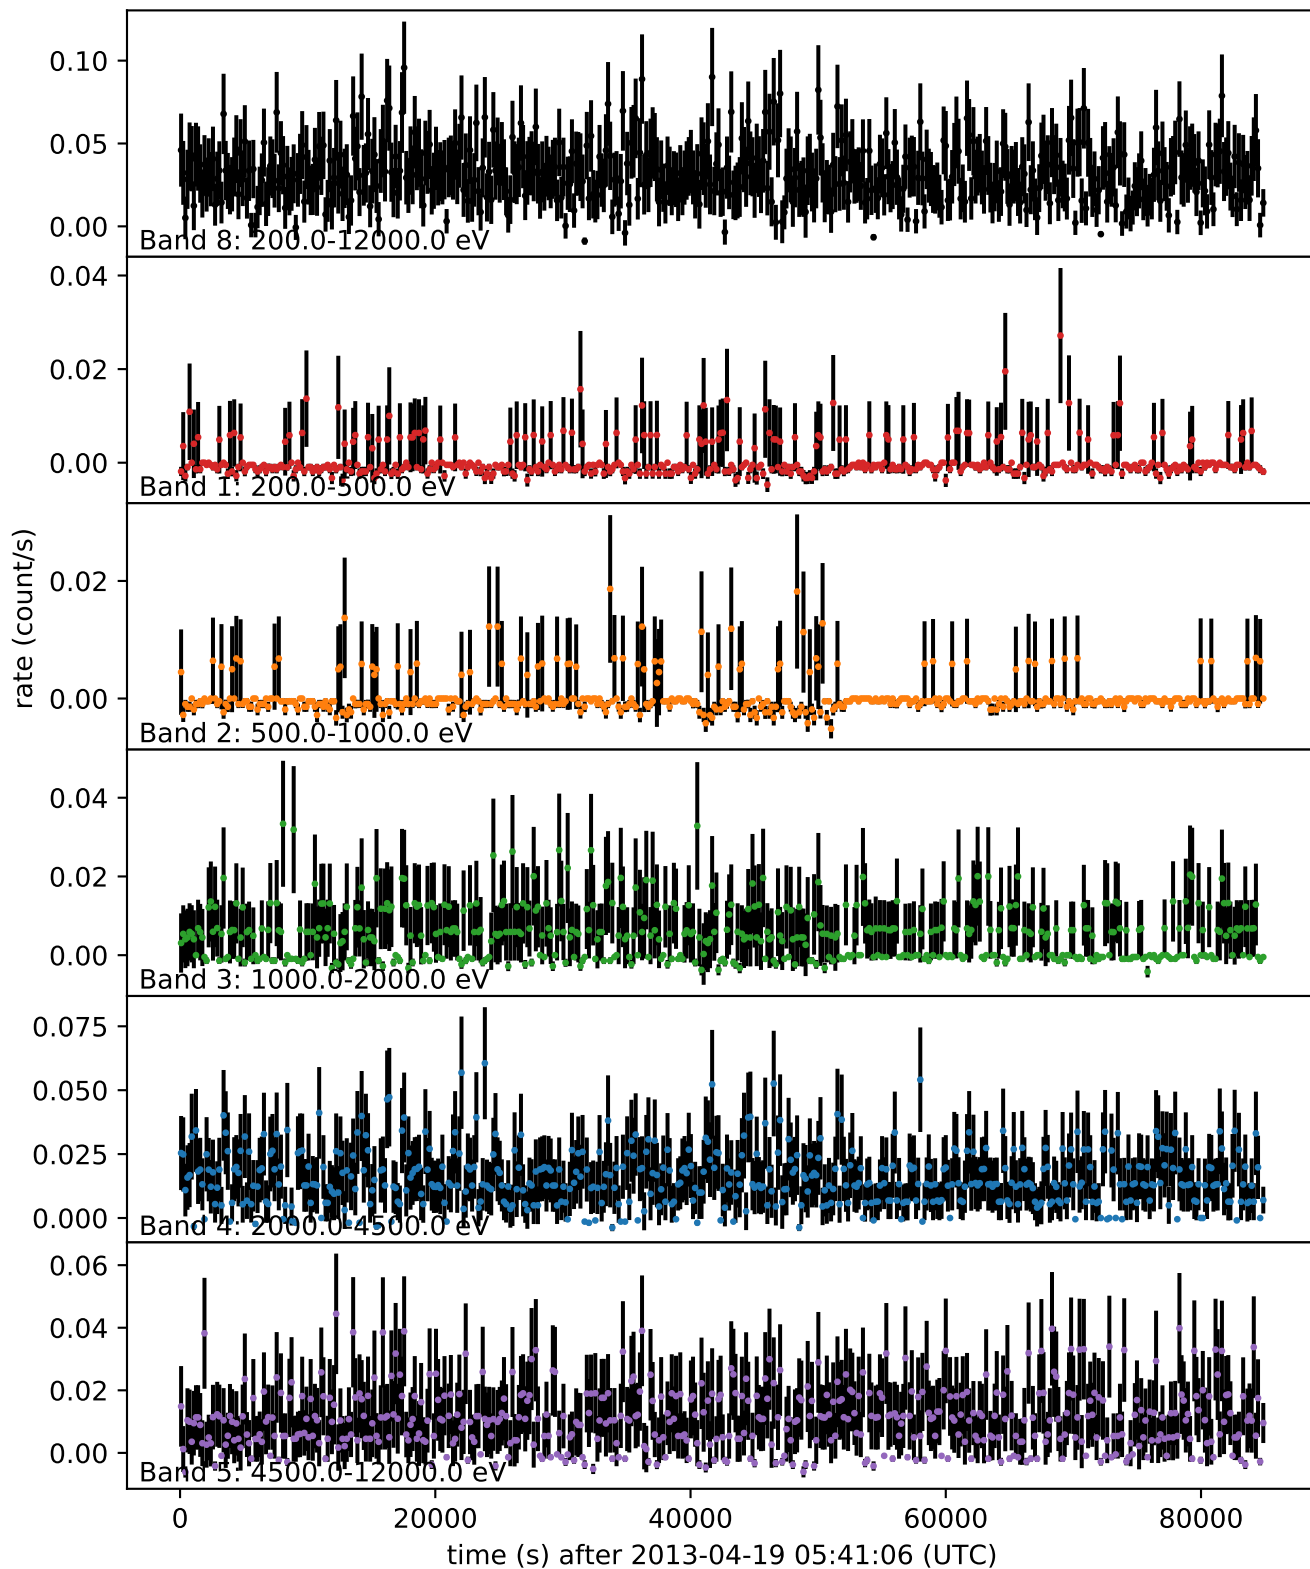 0.10
0.05
0.00
Band 8: 200.0-12000.0 eV
0.04
0.02
0.00
Band 1: 200.0-500.0 eV
rate (count/s)
0.02
0.00
Band 2: 500.0-1000.0 eV
0.04
0.02
0.00
Band 3: 1000.0-2000.0 eV
0.075
0.050
0.025
0.000
Band 4: 2000.0-4500.0 eV
0.06
0.04
0.02
0.00
Band 5: 4500.0-12000.0 eV
0 20000 40000 60000 80000
time (s) after 2013-04-19 05:41:06 (UTC)